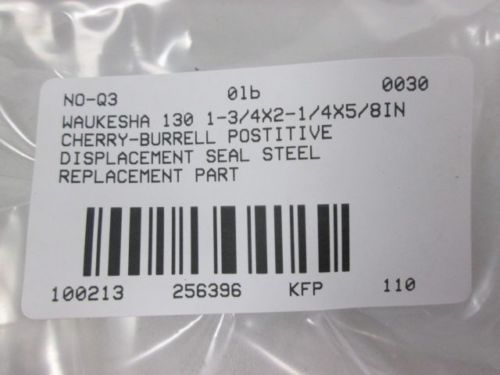 NO-Q3 01b 0030
WAUKESHA 130 1-3/4X2-1/4X5/8IN
CHERRY-BURRELL POSTITIVE
DISPLACEMENT SEAL STEEL
REPLACEMENT PART
100213 256396 KFP 110